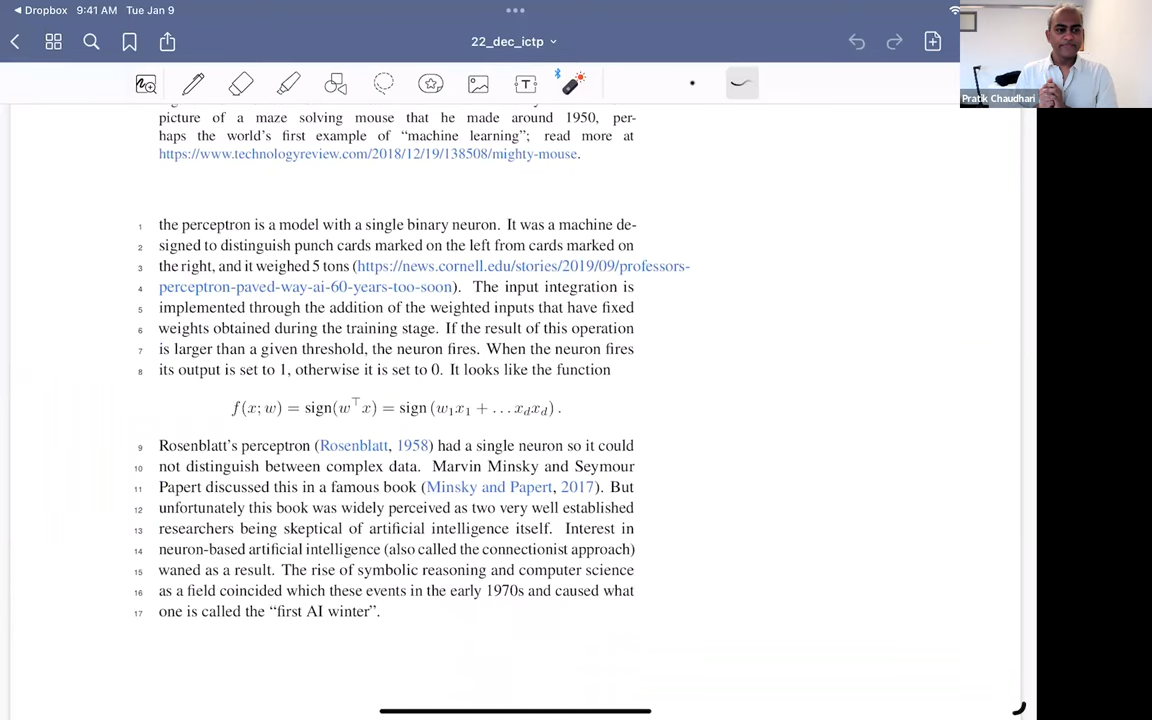 Dropbox 9:41 AM Tue Jan 9
22_dec_ictp
Pratik Chaudhari
picture of a maze solving mouse that he made around 1950, per-
haps the world's first example of “machine learning”; read more at
https://www.technologyreview.com/2018/12/19/138508/mighty-mouse.
1 the perceptron is a model with a single binary neuron. It was a machine de-
2 signed to distinguish punch cards marked on the left from cards marked on
3 the right, and it weighed 5 tons (https://news.cornell.edu/stories/2019/09/professors-
4 perceptron-paved-way-ai-60-years-too-soon). The input integration is
5 implemented through the addition of the weighted inputs that have fixed
6 weights obtained during the training stage. If the result of this operation
7 is larger than a given threshold, the neuron fires. When the neuron fires
8 its output is set to 1, otherwise it is set to 0. It looks like the function
f(x; w) = sign(w⊤x) = sign (w₁x₁ + … x_d x_d) .
9 Rosenblatt's perceptron (Rosenblatt, 1958) had a single neuron so it could
10 not distinguish between complex data. Marvin Minsky and Seymour
11 Papert discussed this in a famous book (Minsky and Papert, 2017). But
12 unfortunately this book was widely perceived as two very well established
13 researchers being skeptical of artificial intelligence itself. Interest in
14 neuron-based artificial intelligence (also called the connectionist approach)
15 waned as a result. The rise of symbolic reasoning and computer science
16 as a field coincided which these events in the early 1970s and caused what
17 one is called the “first AI winter”.